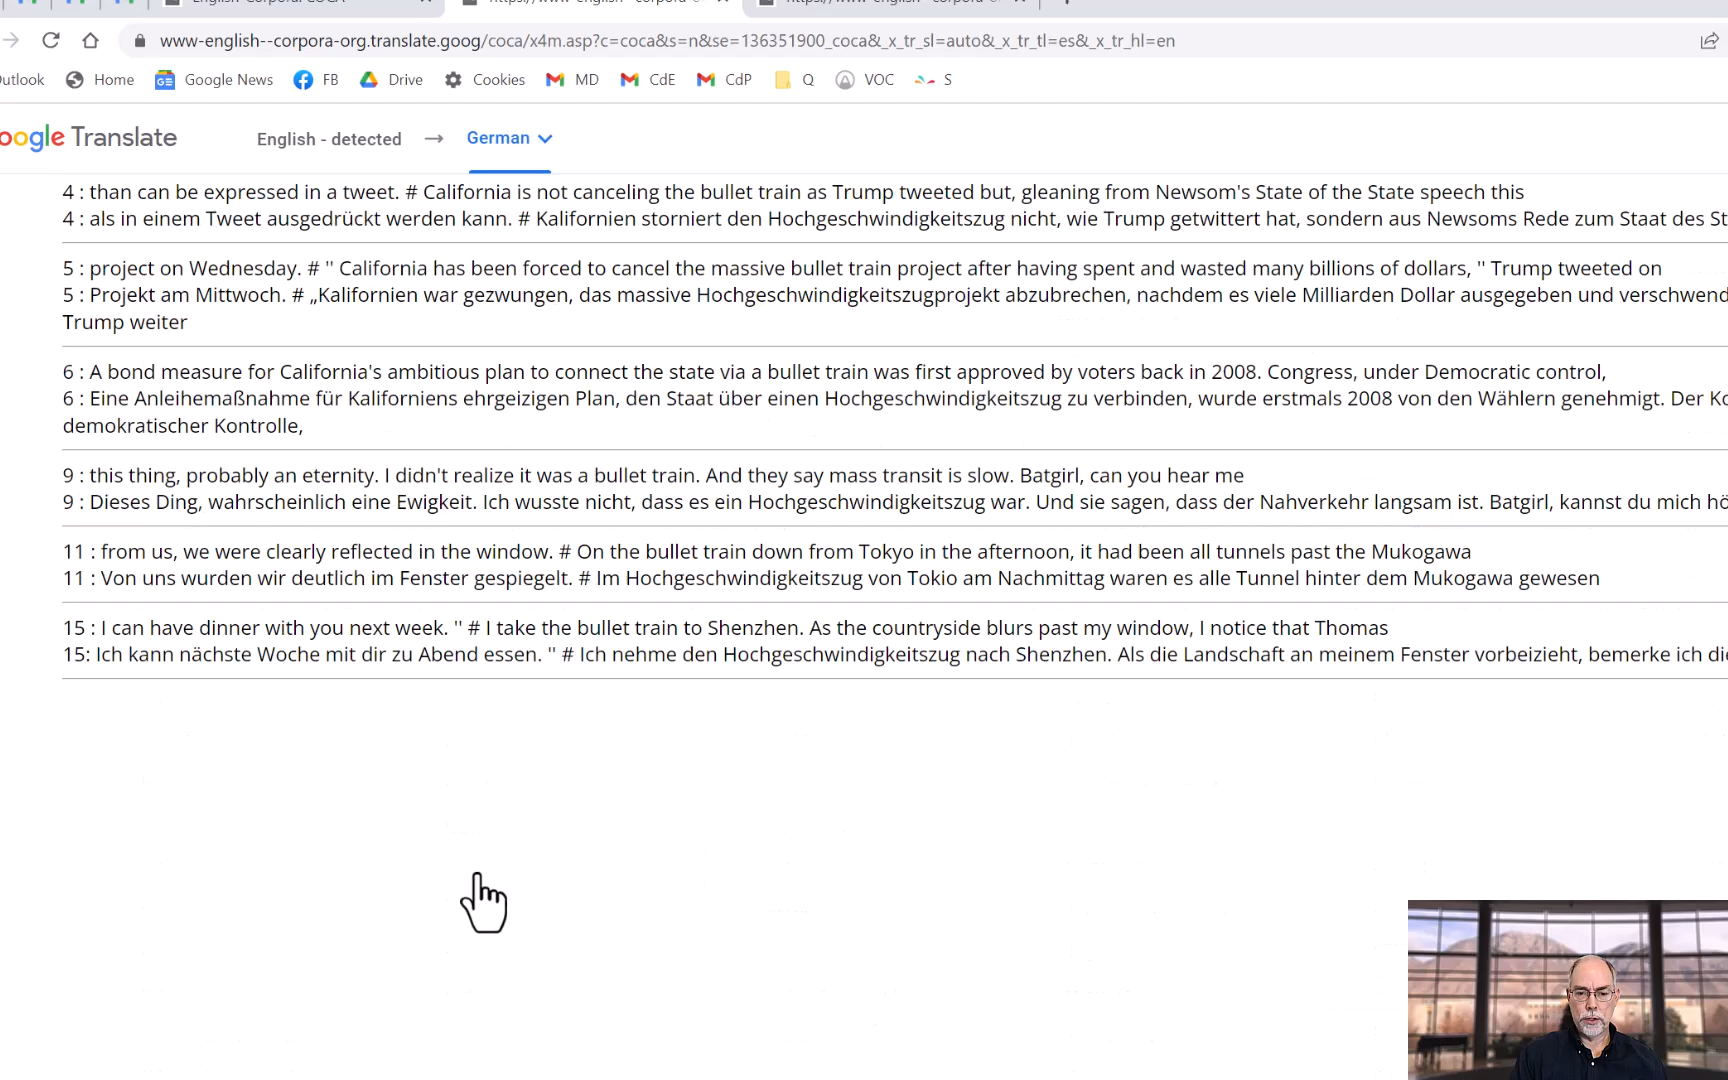 English-Corpora: COCA
www-english--corpora-org.translate.goog/coca/x4m.asp?c=coca&s=n&se=136351900_coca&_x_tr_sl=auto&_x_tr_tl=es&_x_tr_hl=en
Home Google News FB Drive Cookies MD CdE CdP Q VOC S
Translate English - detected → German
4 : than can be expressed in a tweet. # California is not canceling the bullet train as Trump tweeted but, gleaning from Newsom's State of the State speech this
4 : als in einem Tweet ausgedrückt werden kann. # Kalifornien storniert den Hochgeschwindigkeitszug nicht, wie Trump getwittert hat, sondern aus Newsoms Rede zum Staat des
5 : project on Wednesday. # '' California has been forced to cancel the massive bullet train project after having spent and wasted many billions of dollars, '' Trump tweeted on
5 : Projekt am Mittwoch. # „Kalifornien war gezwungen, das massive Hochgeschwindigkeitszugprojekt abzubrechen, nachdem es viele Milliarden Dollar ausgegeben und
Trump weiter
6 : A bond measure for California's ambitious plan to connect the state via a bullet train was first approved by voters back in 2008. Congress, under Democratic control,
6 : Eine Anleihemaßnahme für Kaliforniens ehrgeizigen Plan, den Staat über einen Hochgeschwindigkeitszug zu verbinden, wurde erstmals 2008 von den Wählern genehmigt. Der
demokratischer Kontrolle,
9 : this thing, probably an eternity. I didn't realize it was a bullet train. And they say mass transit is slow. Batgirl, can you hear me
9 : Dieses Ding, wahrscheinlich eine Ewigkeit. Ich wusste nicht, dass es ein Hochgeschwindigkeitszug war. Und sie sagen, dass der Nahverkehr langsam ist. Batgirl, kannst du mich
11 : from us, we were clearly reflected in the window. # On the bullet train down from Tokyo in the afternoon, it had been all tunnels past the Mukogawa
11 : Von uns wurden wir deutlich im Fenster gespiegelt. # Im Hochgeschwindigkeitszug von Tokio am Nachmittag waren es alle Tunnel hinter dem Mukogawa gewesen
15 : I can have dinner with you next week. '' # I take the bullet train to Shenzhen. As the countryside blurs past my window, I notice that Thomas
15: Ich kann nächste Woche mit dir zu Abend essen. '' # Ich nehme den Hochgeschwindigkeitszug nach Shenzhen. Als die Landschaft an meinem Fenster vorbeizieht, bemerke ich